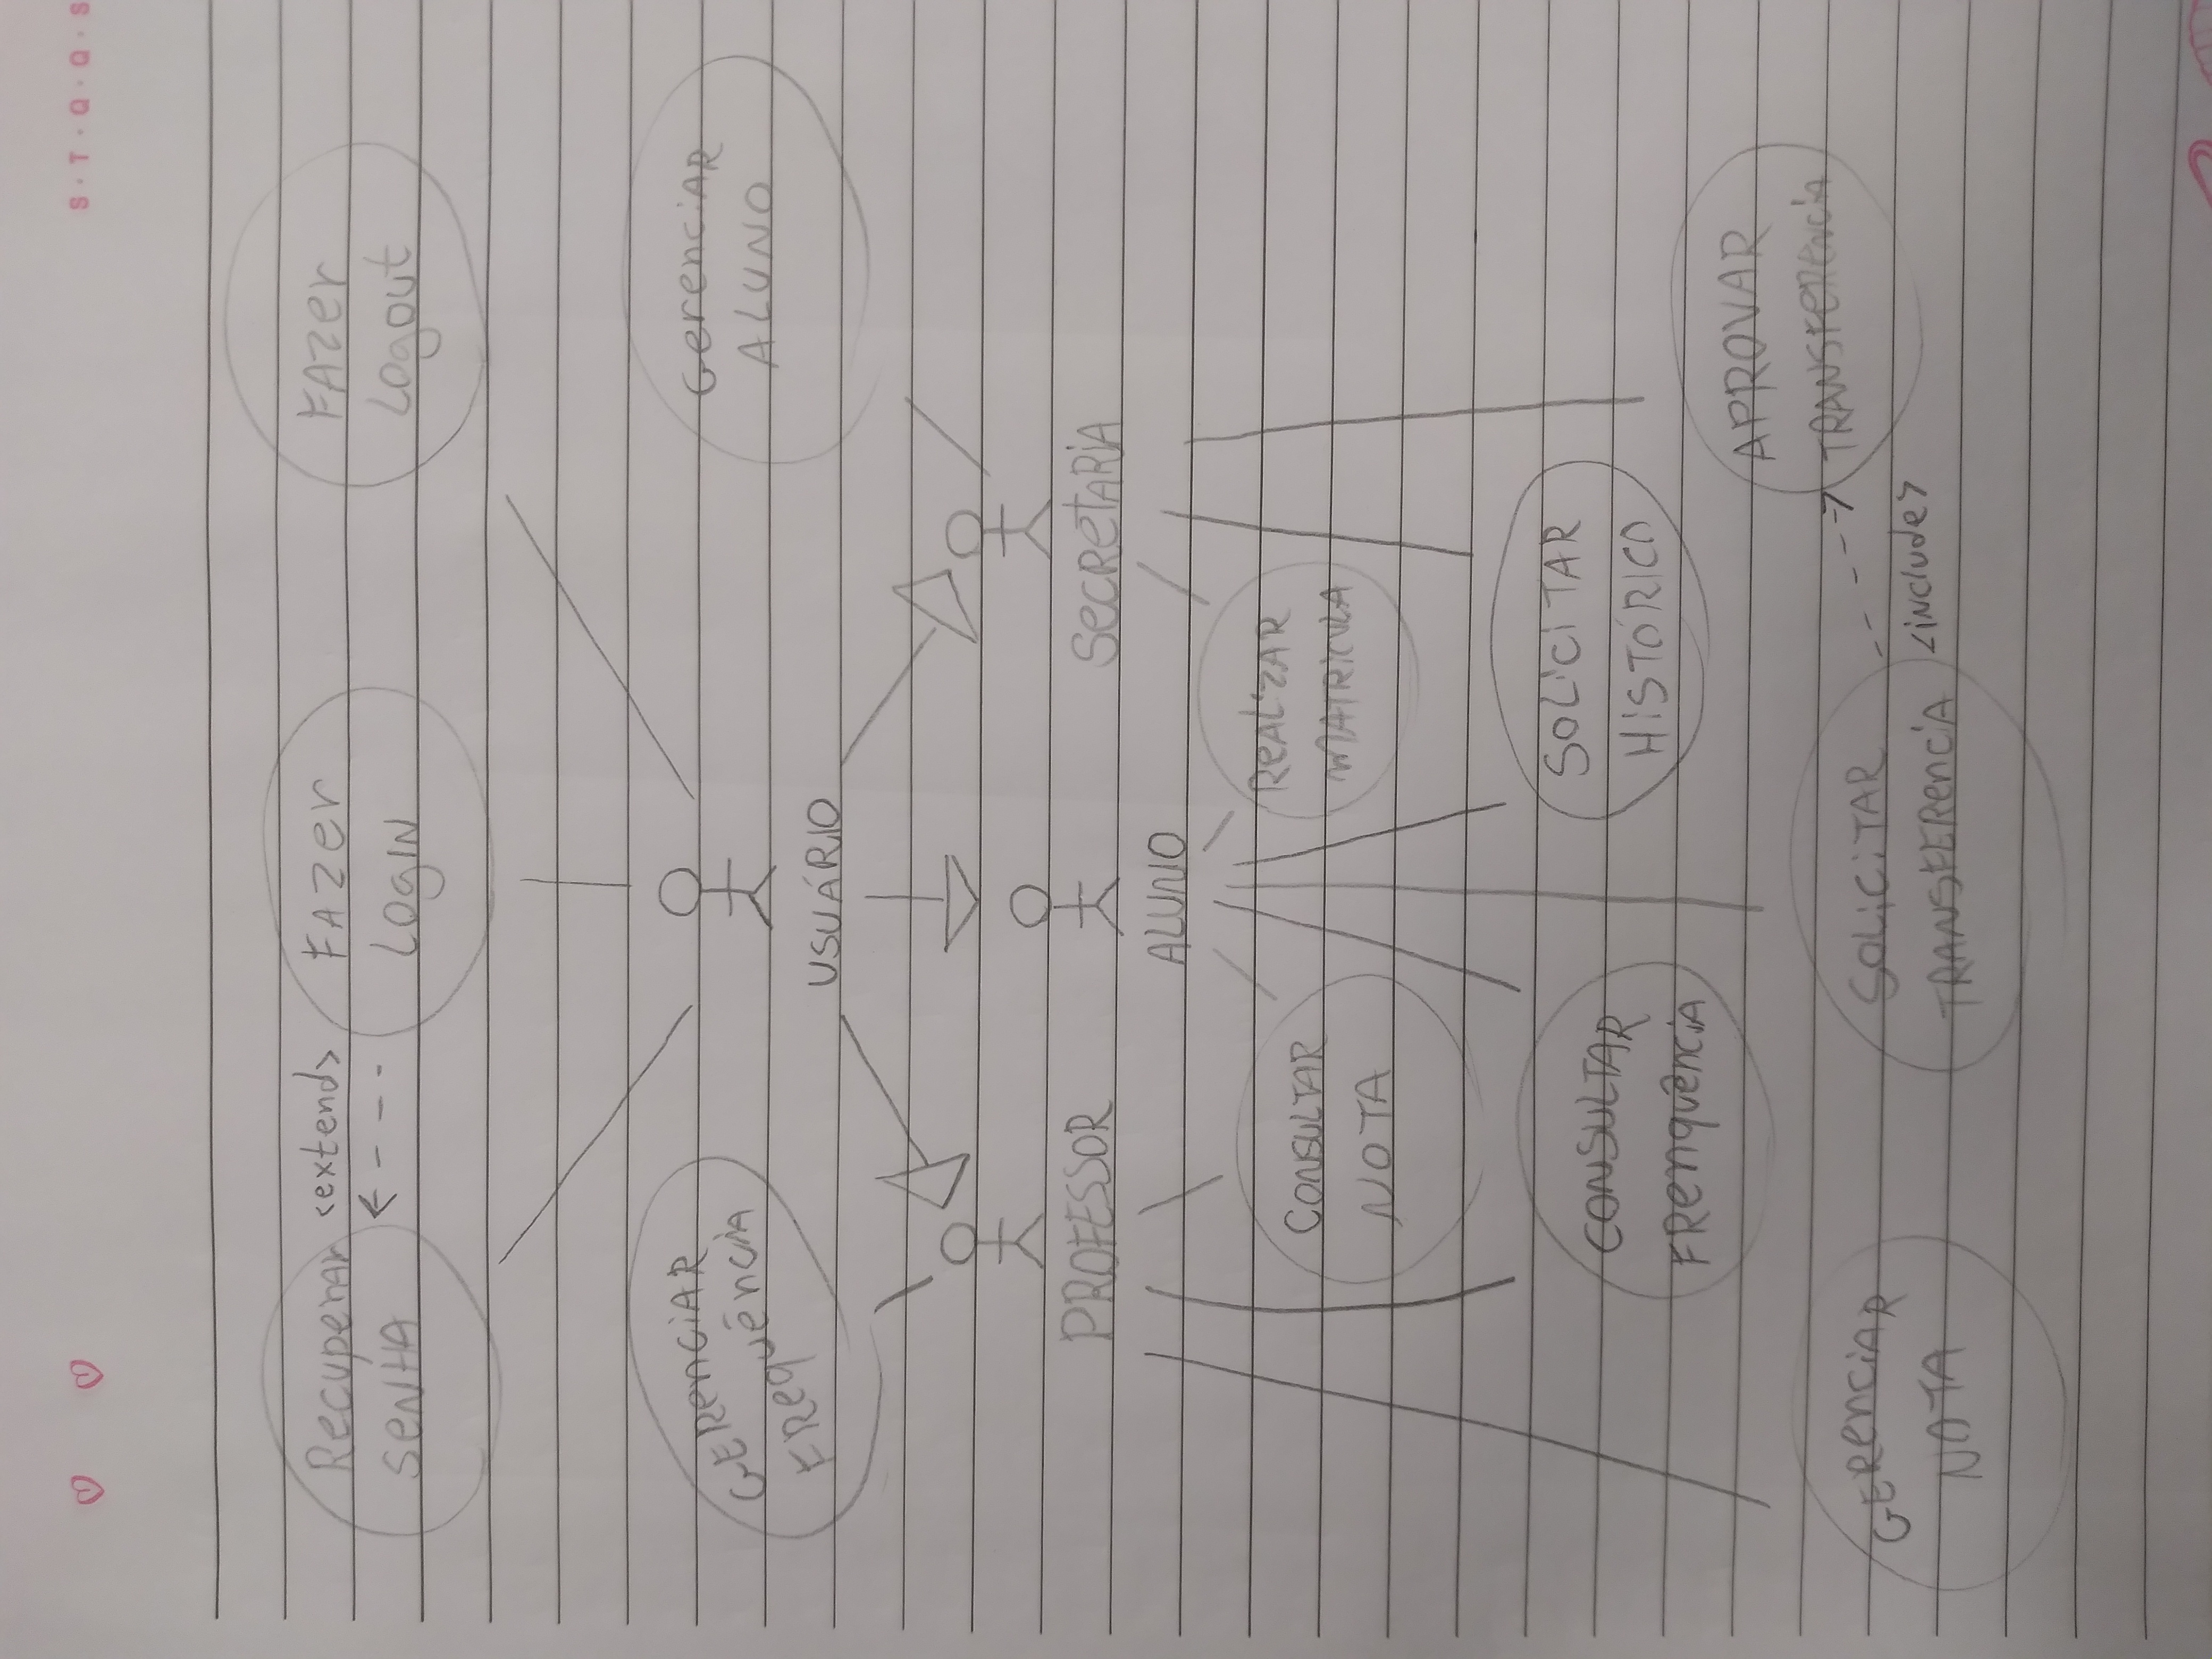 S · T · Q · Q · S
Recuperar
SENHA
<extend>
FAZER
LOGIN
FAZER
Logout
GERENCIAR
FREQUÊNCIA
USUÁRIO
GERENCIAR
ALUNO
PROFESSOR
ALUNO
SECRETARIA
CONSULTAR
NOTA
REALIZAR
MATRICULA
CONSULTAR
FRENQUÊNCIA
SOLICITAR
HISTÓRICO
APROVAR
TRANSFERENCIA
GERENCIAR
NOTA
SOLICITAR
TRANSFERENCIA
<include>